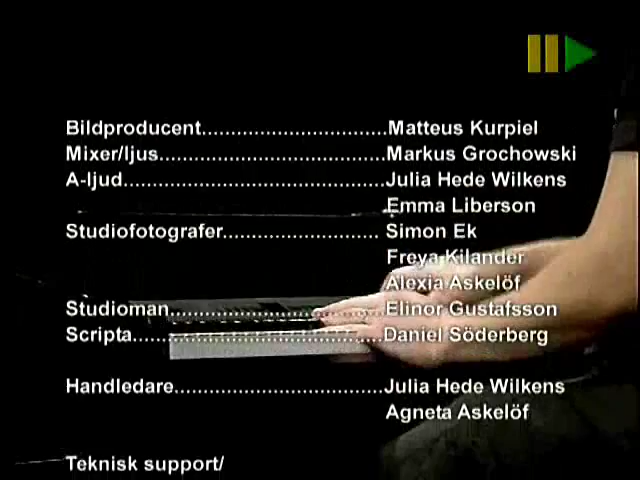 Bildproducent................................Matteus Kurpiel
Mixer/ljus.......................................Markus Grochowski
A-ljud.............................................Julia Hede Wilkens
Emma Liberson
Studiofotografer........................... Simon Ek
Freya Kilander
Alexia Askelöf
Studioman.....................................Elinor Gustafsson
Scripta...........................................Daniel Söderberg
Handledare....................................Julia Hede Wilkens
Agneta Askelöf
Teknisk support/